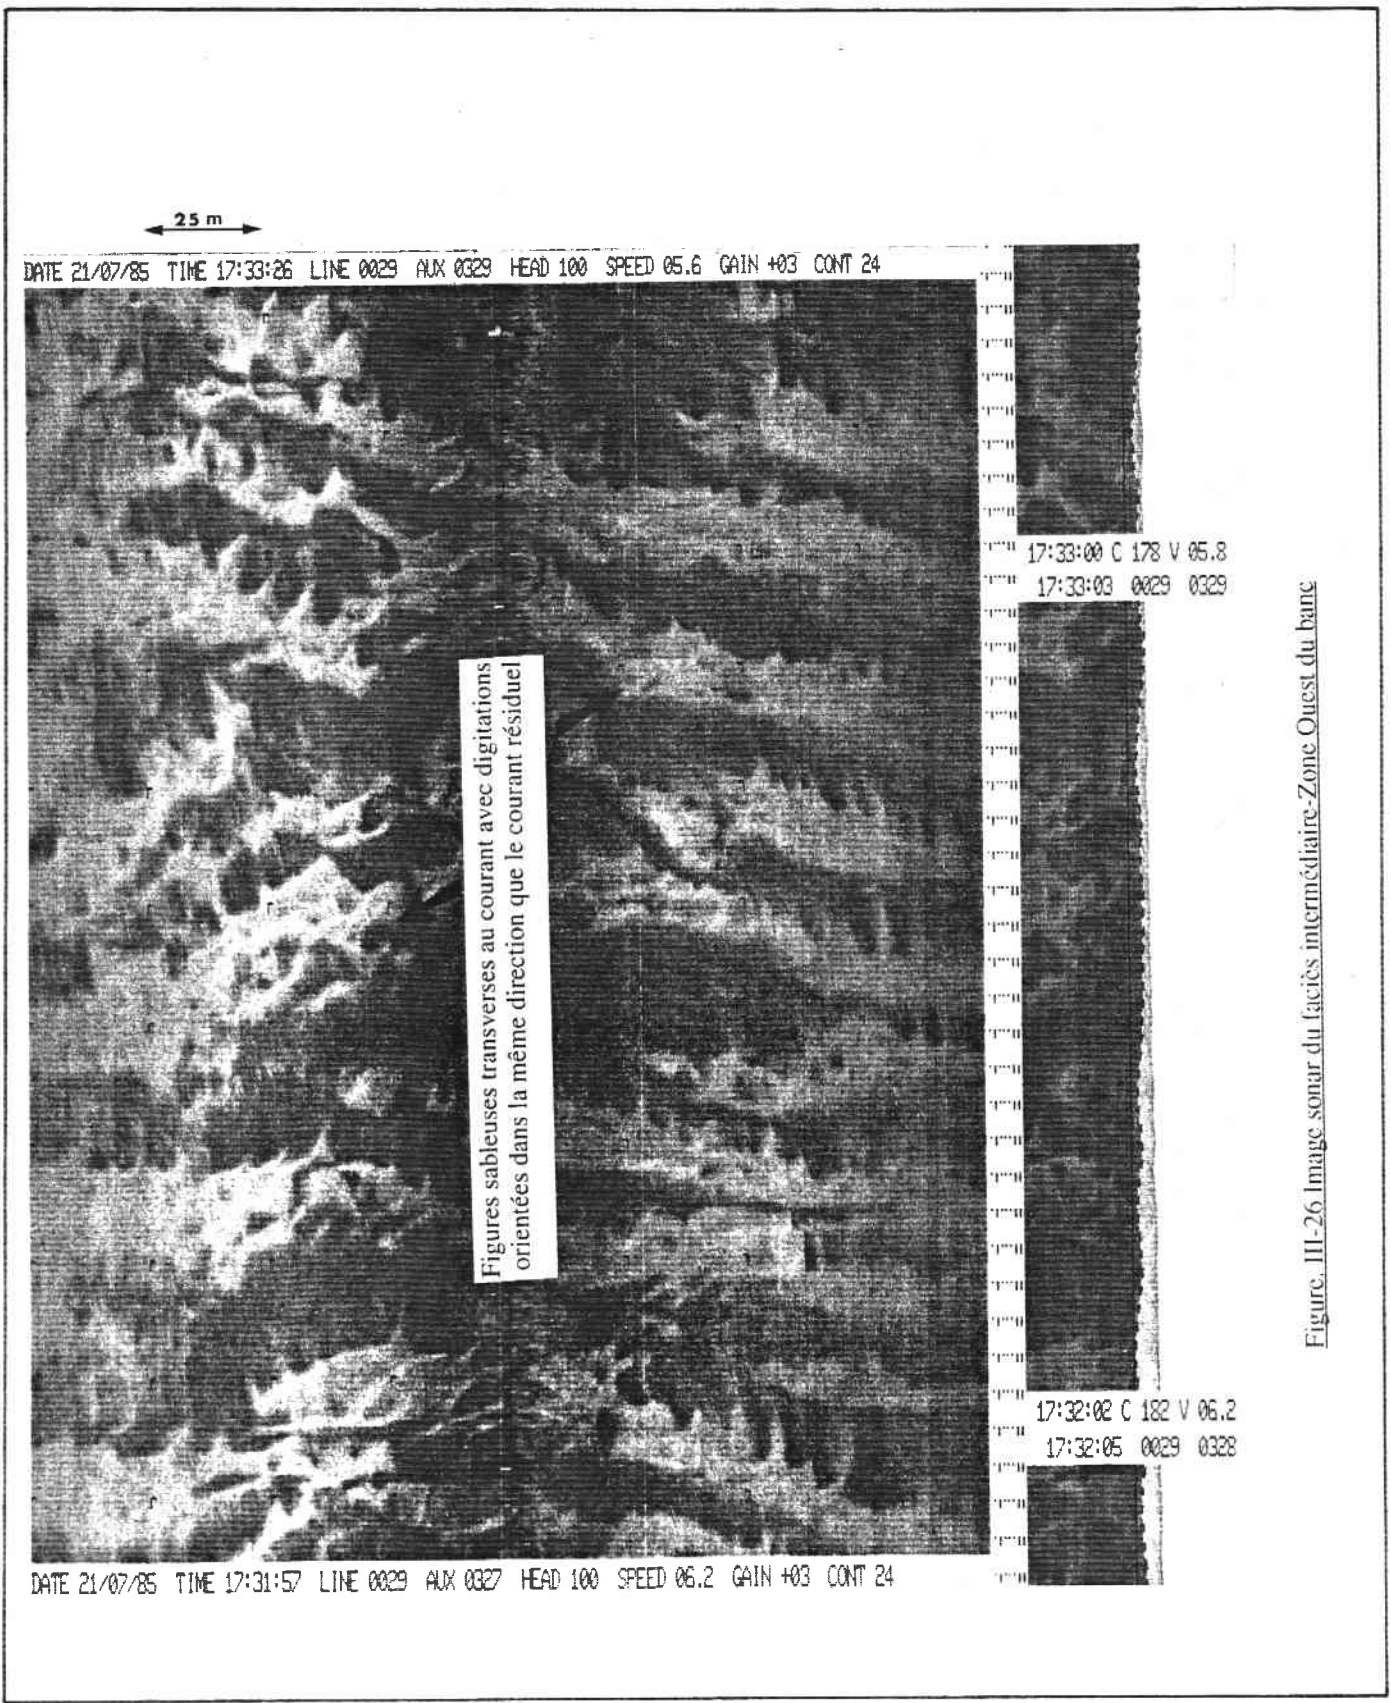 25 m
DATE 21/07/85 TIME 17:33:26 LINE 0029 AUX 0329 HEAD 100 SPEED 05.6 GAIN +03 CONT 24
17:33:00 C 178 V 05.8
17:33:03 0029 0329
Figures sableuses transverses au courant avec digitations
orientées dans la même direction que le courant résiduel
17:32:02 C 182 V 06.2
17:32:05 0029 0328
DATE 21/07/85 TIME 17:31:57 LINE 0029 AUX 0327 HEAD 100 SPEED 06.2 GAIN +03 CONT 24
Figure. III-26 Image sonar du faciès intermédiaire-Zone Ouest du banc